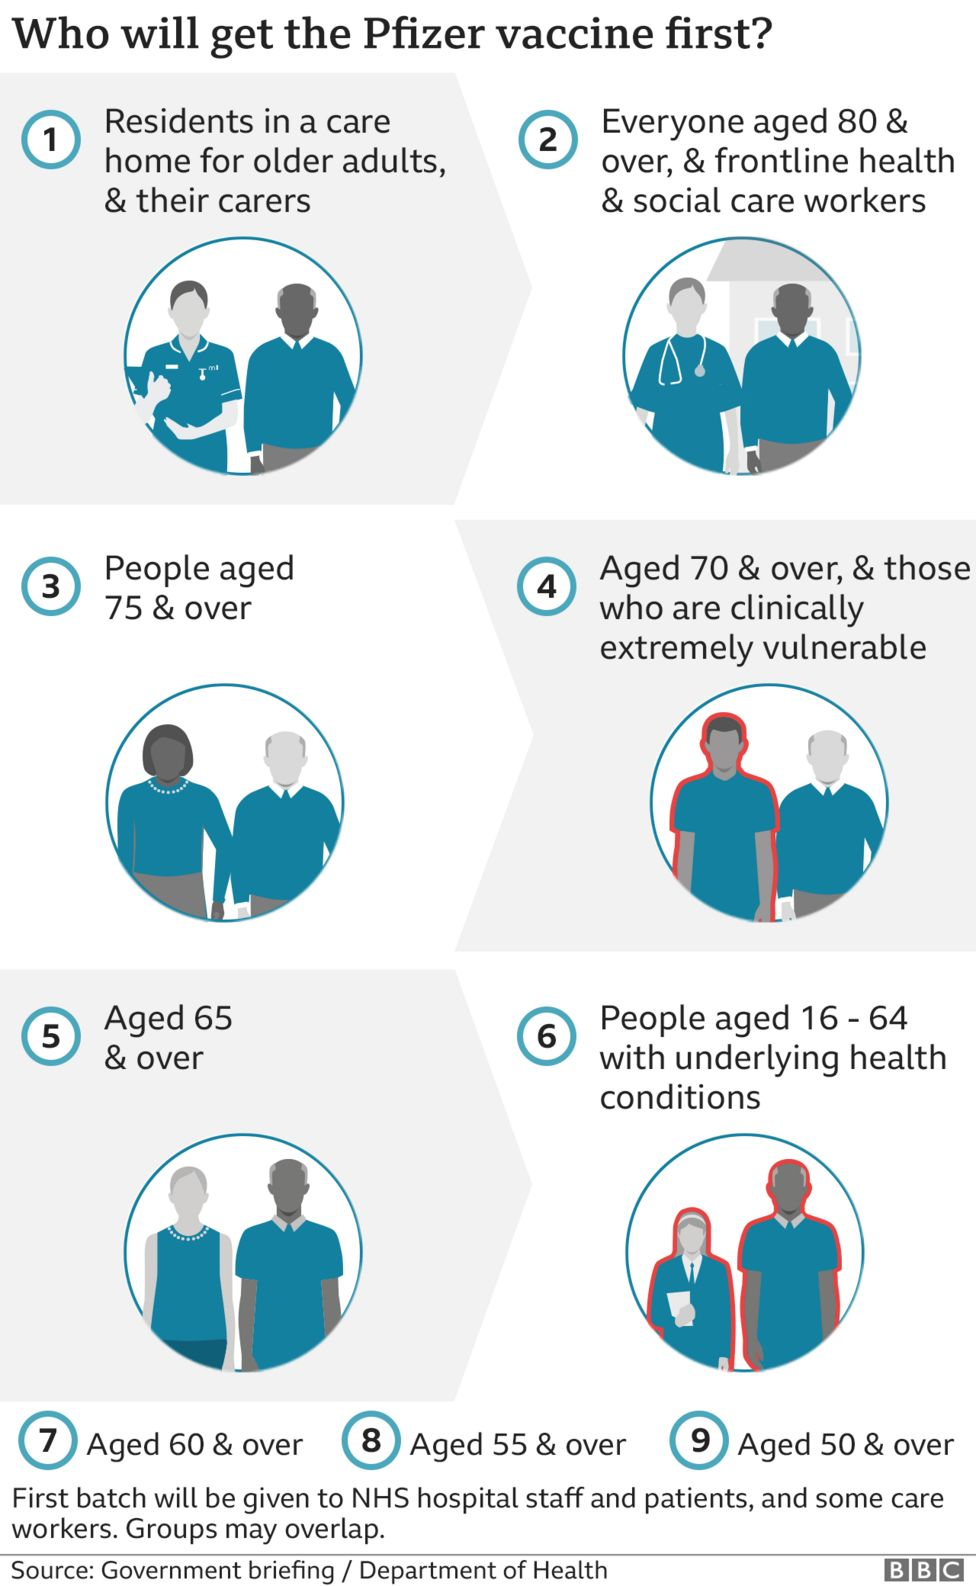 Who will get the Pfizer vaccine first?
1
Residents in a care
home for older adults,
& their carers
2
Everyone aged 80 &
over, & frontline health
& social care workers
3
People aged
75 & over
4
Aged 70 & over, & those
who are clinically
extremely vulnerable
5
Aged 65
& over
6
People aged 16 - 64
with underlying health
conditions
7 Aged 60 & over
8 Aged 55 & over
9 Aged 50 & over
First batch will be given to NHS hospital staff and patients, and some care
workers. Groups may overlap.
Source: Government briefing / Department of Health
BBC